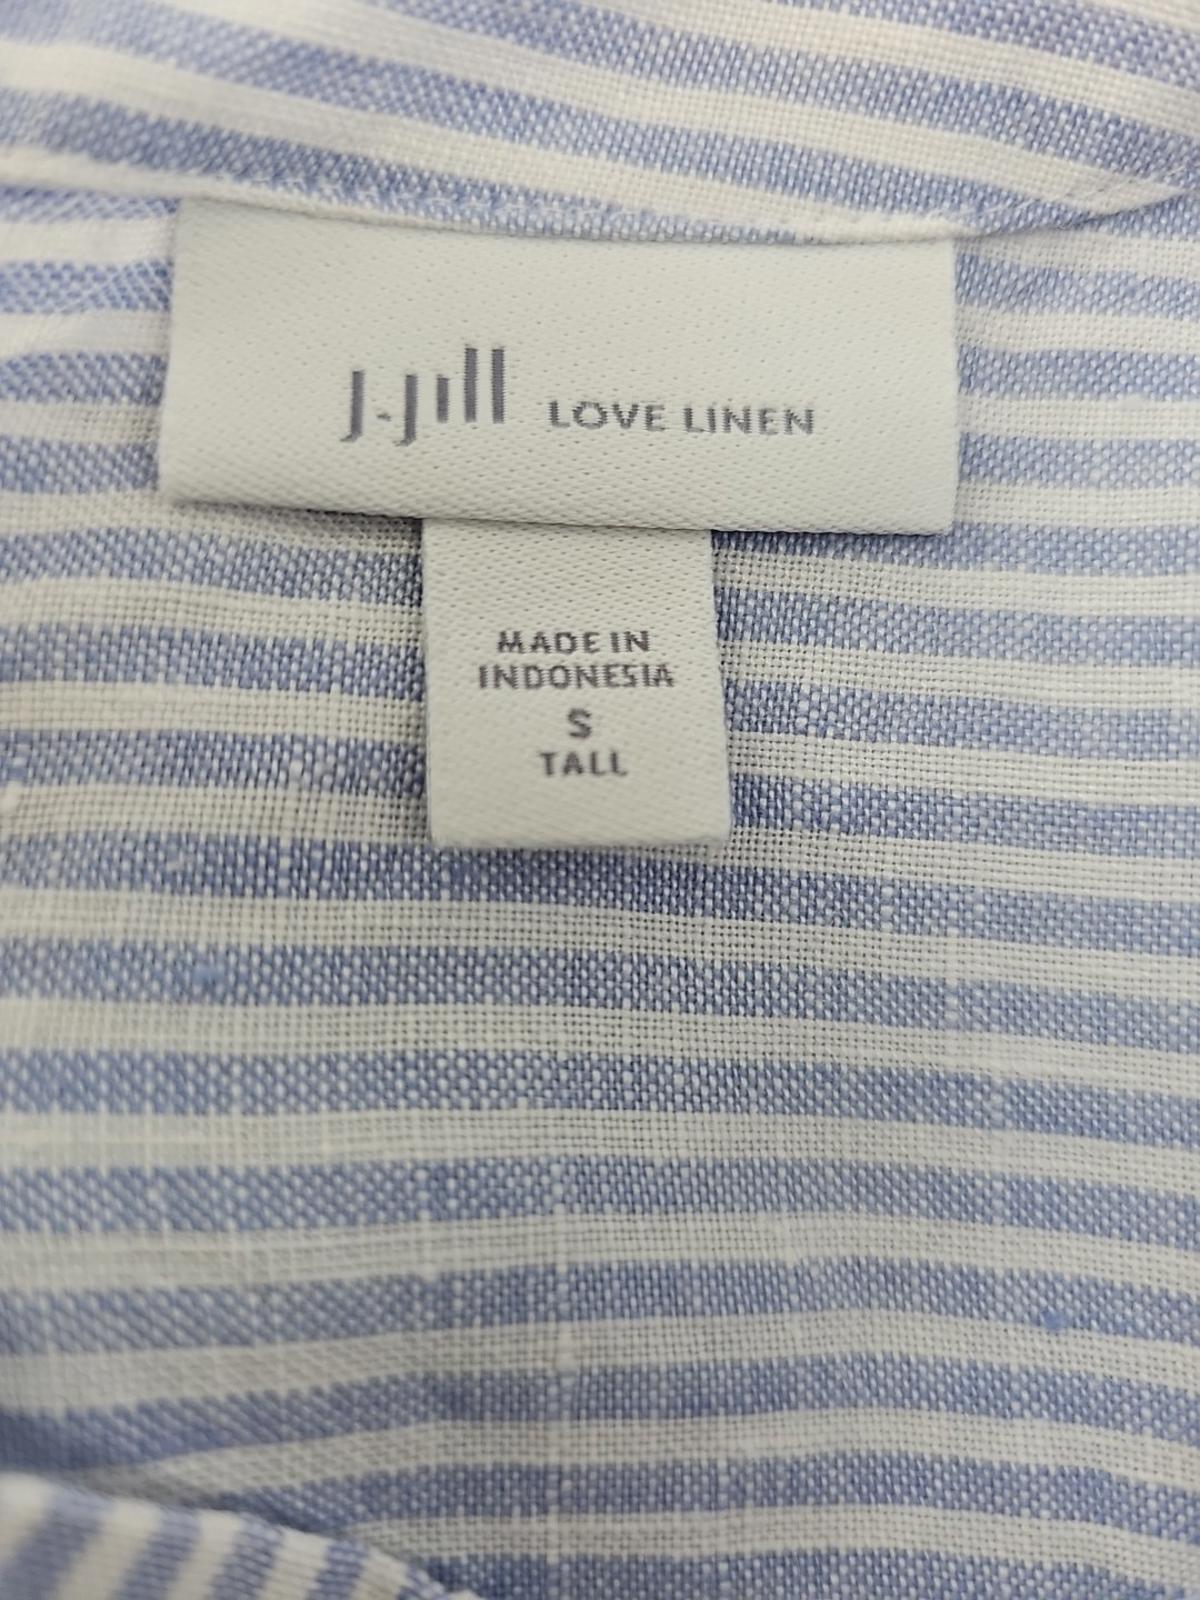 J.Jill LOVE LINEN
MADE IN
INDONESIA
S
TALL